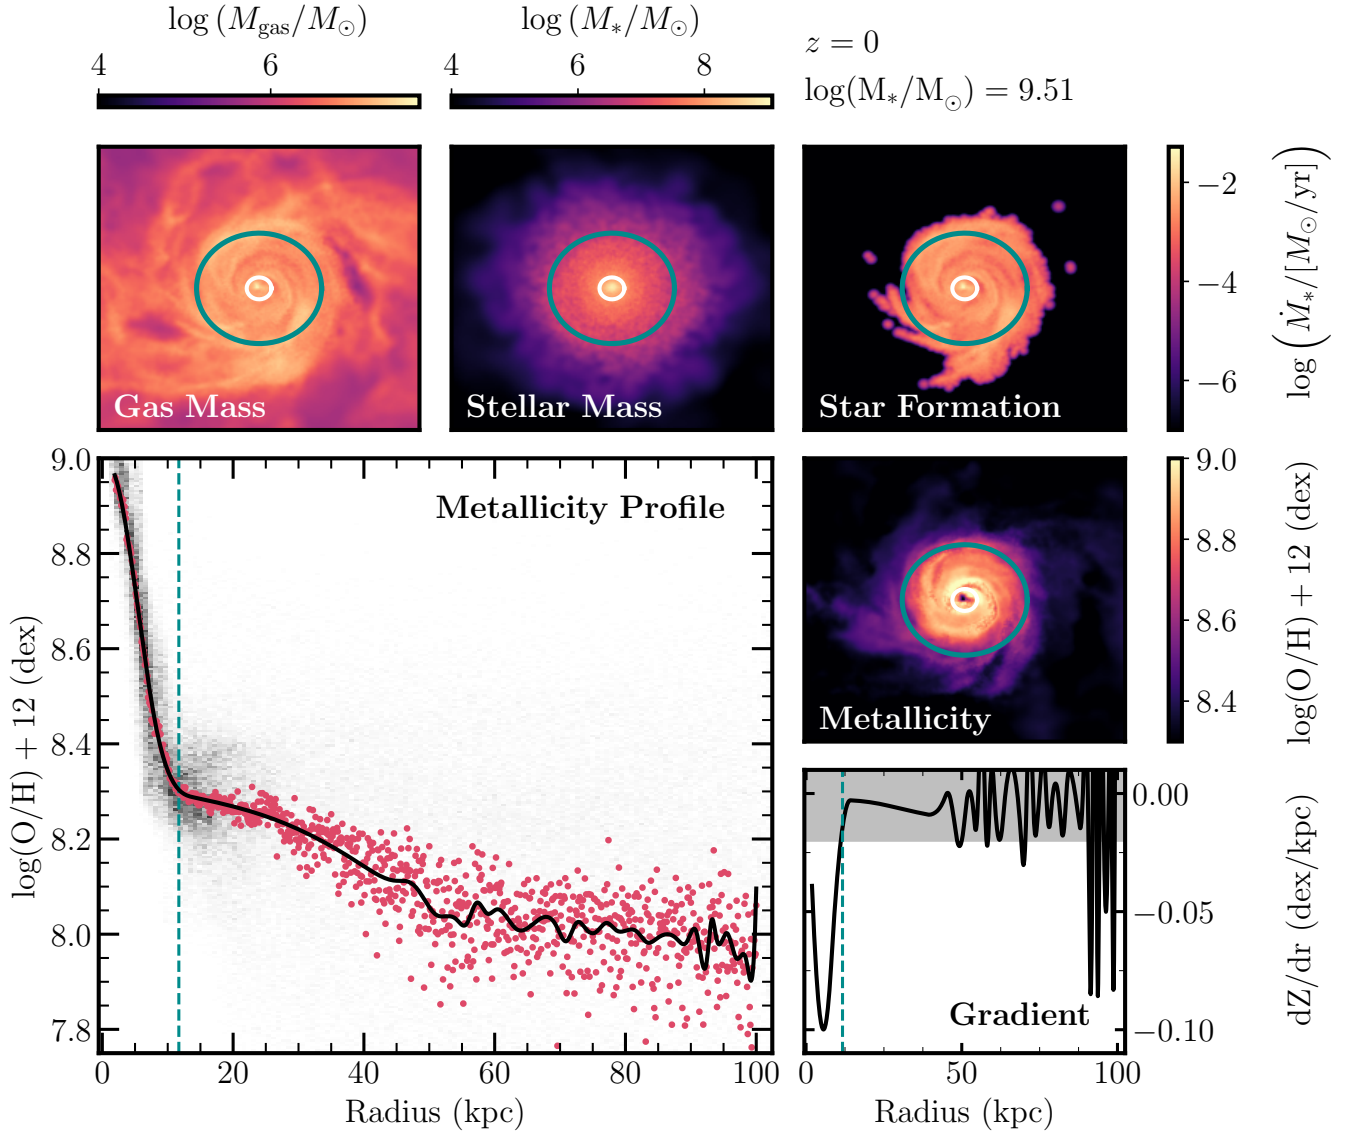 log (M_gas/M_⊙)
4 6
log (M_*/M_⊙)
4 6 8
z = 0
log(M_*/M_⊙) = 9.51
Gas Mass
Stellar Mass
Star Formation
−2
−4
−6
log (Ṁ_*/[M_⊙/yr])
9.0
8.8
8.6
8.4
8.2
8.0
7.8
log(O/H) + 12 (dex)
Metallicity Profile
0 20 40 60 80 100
Radius (kpc)
Metallicity
9.0
8.8
8.6
8.4
log(O/H) + 12 (dex)
Gradient
0.00
−0.05
−0.10
dZ/dr (dex/kpc)
0 50 100
Radius (kpc)